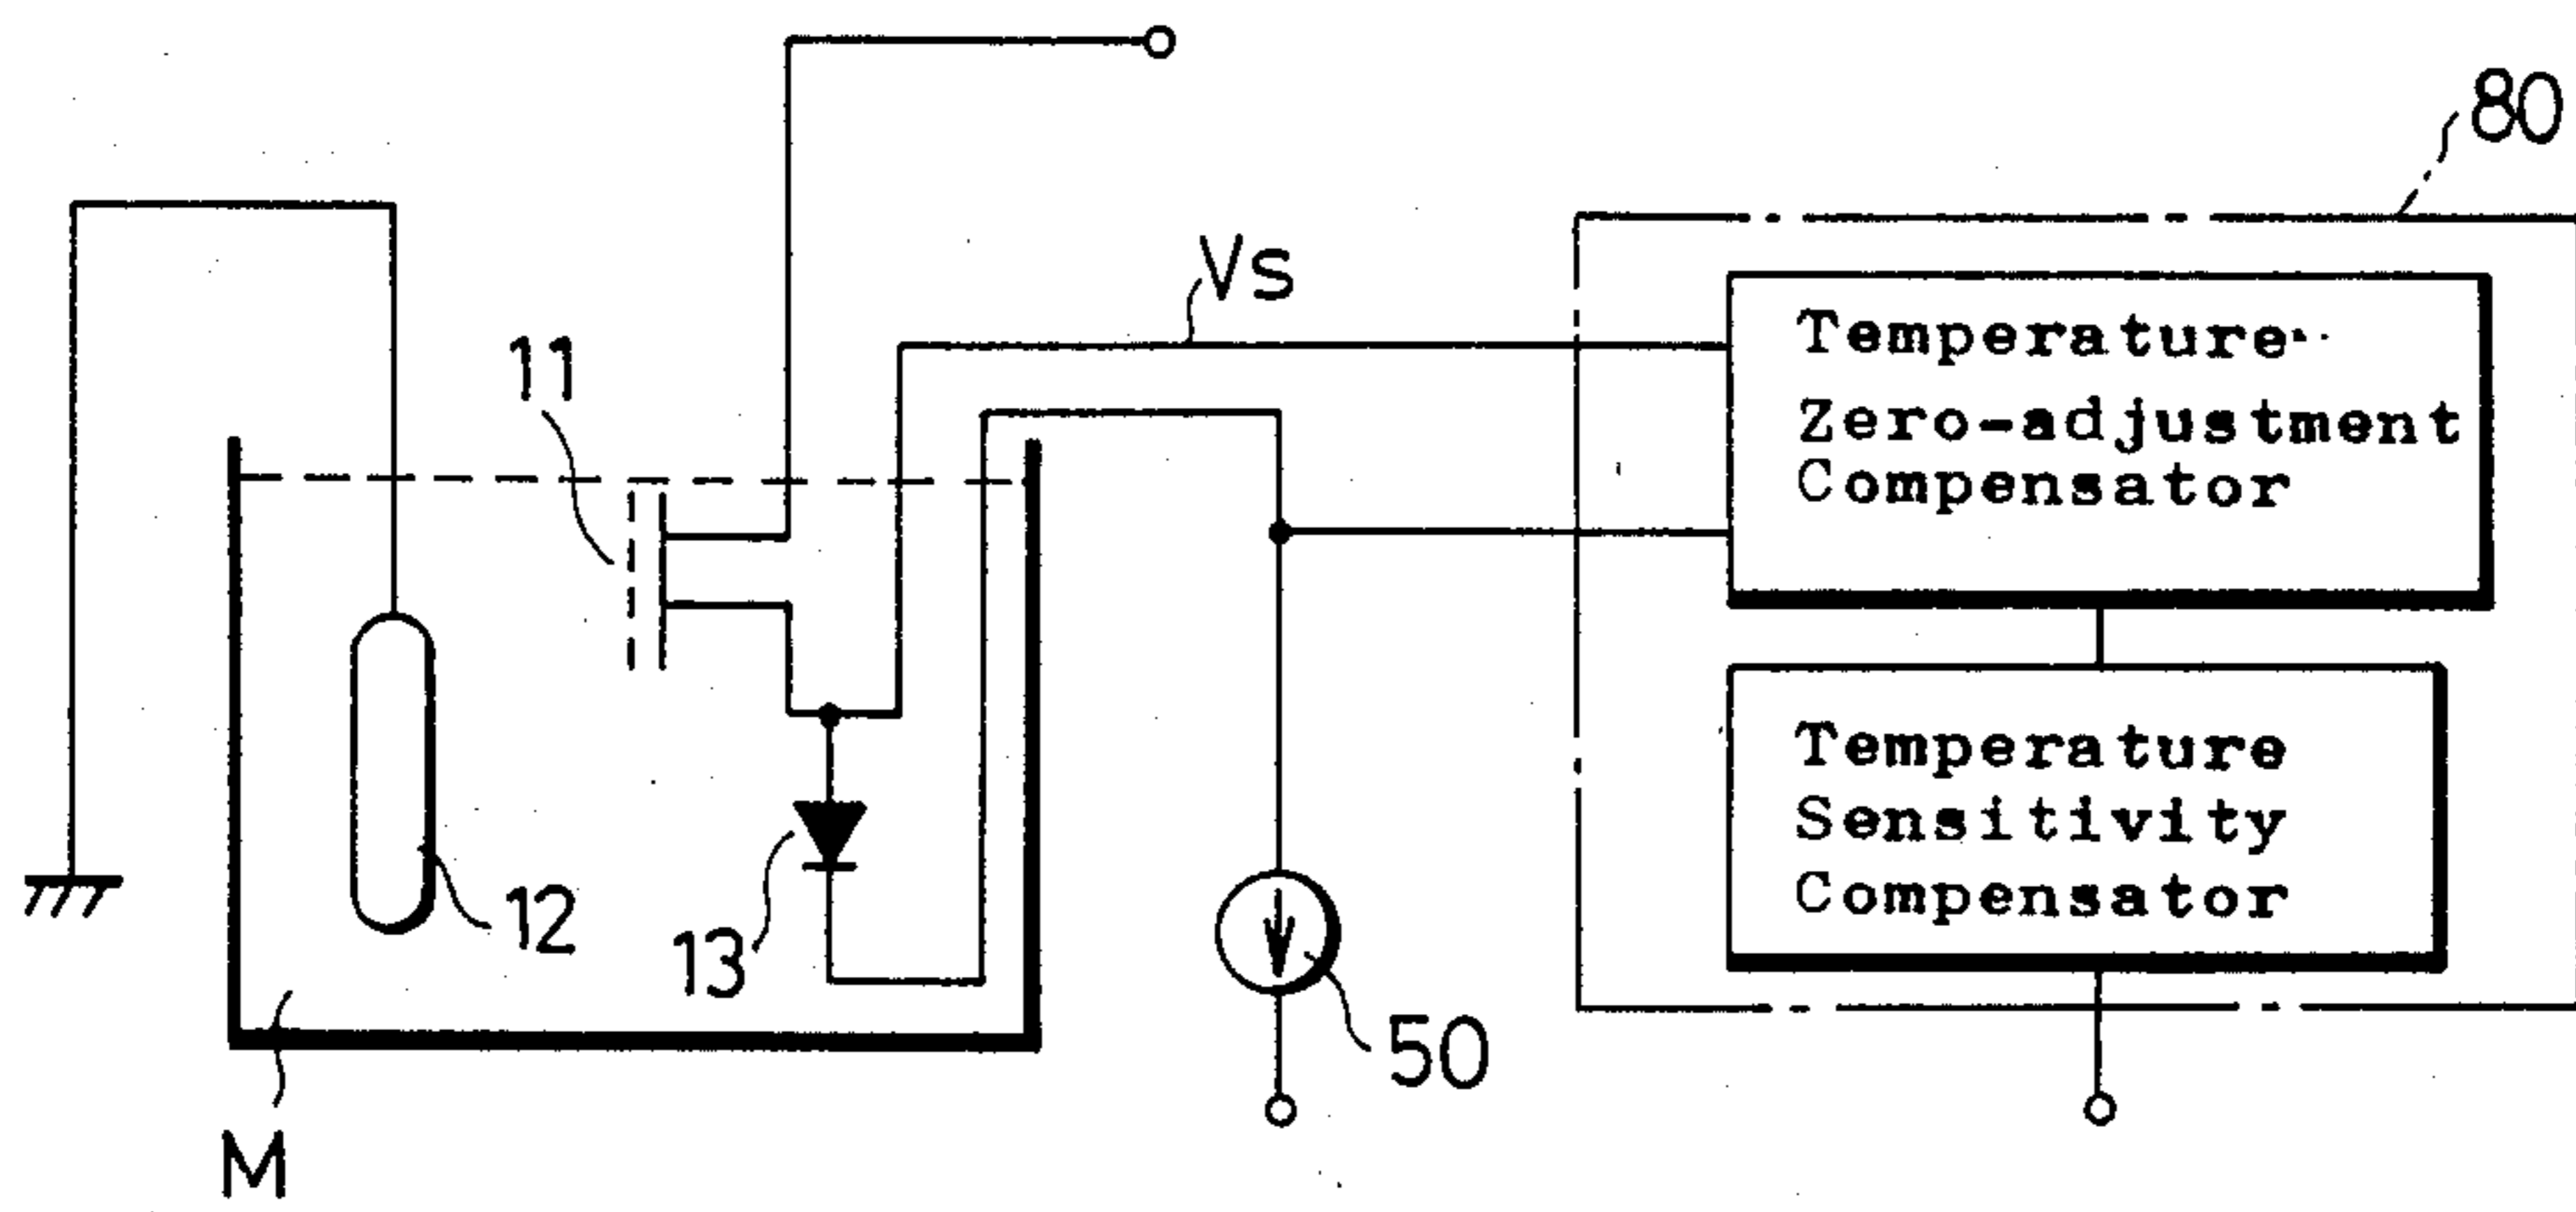 80
Vs
11
Temperature
Zero-adjustment
Compensator
Temperature
Sensitivity
Compensator
12
13
50
M